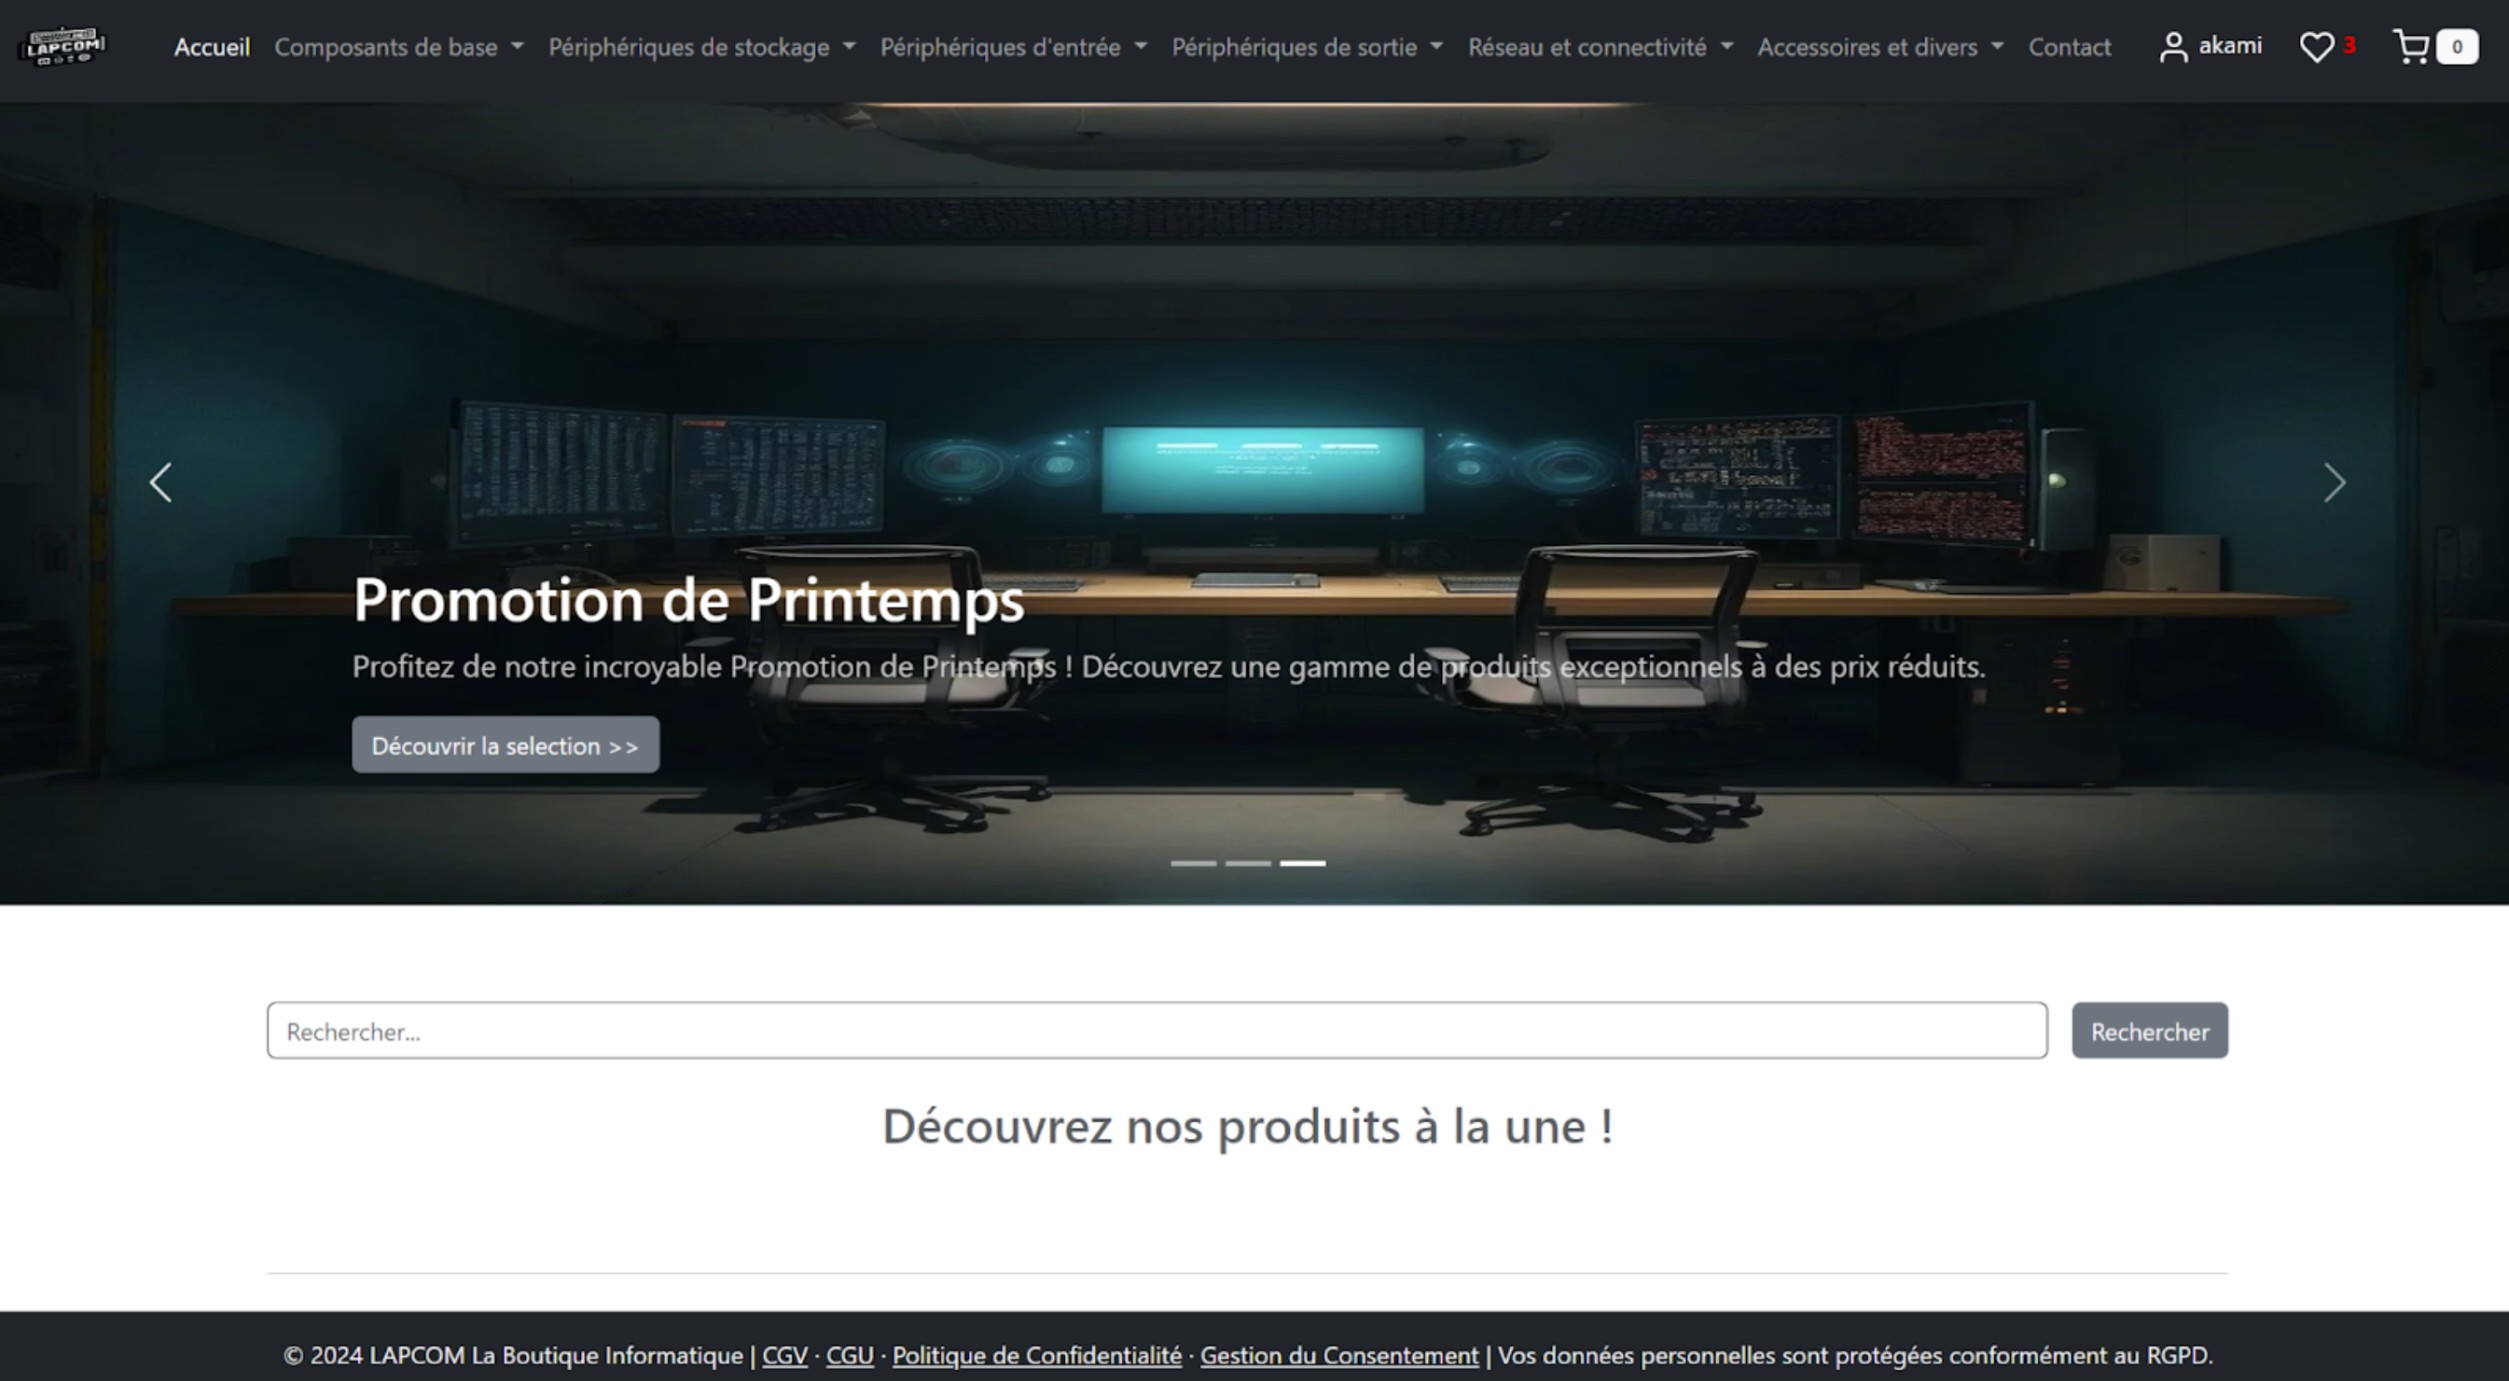 LAPCOM
Accueil Composants de base Périphériques de stockage Périphériques d'entrée Périphériques de sortie Réseau et connectivité Accessoires et divers Contact akami 3 0
Promotion de Printemps
Profitez de notre incroyable Promotion de Printemps ! Découvrez une gamme de produits exceptionnels à des prix réduits.
Découvrir la selection >>
Rechercher... Rechercher
Découvrez nos produits à la une !
© 2024 LAPCOM La Boutique Informatique | CGV · CGU · Politique de Confidentialité · Gestion du Consentement | Vos données personnelles sont protégées conformément au RGPD.